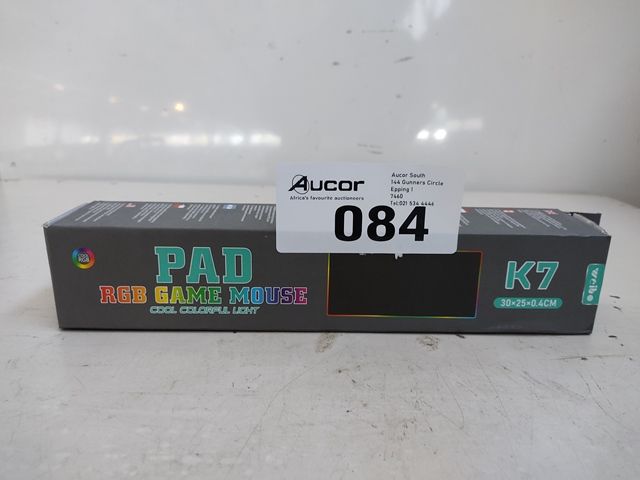 Aucor
Africa's favourite auctioneers
Aucor South
144 Gunners Circle
Epping 1
7460
Tel:021 534 4446
084
PAD
RGB GAME MOUSE
COOL COLORFUL LIGHT
K7
30×25×0.4CM